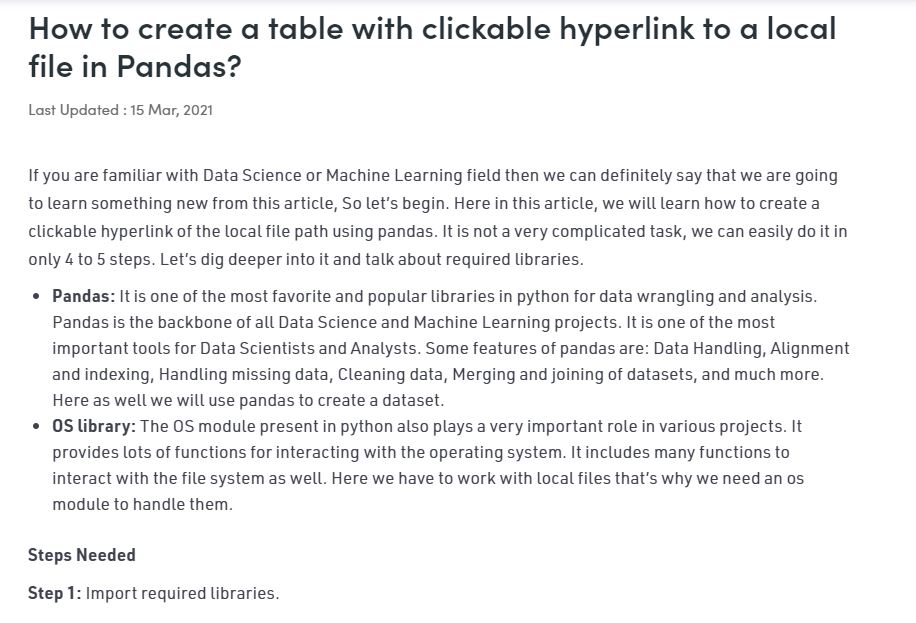 How to create a table with clickable hyperlink to a local
file in Pandas?
Last Updated : 15 Mar, 2021
If you are familiar with Data Science or Machine Learning field then we can definitely say that we are going
to learn something new from this article, So let’s begin. Here in this article, we will learn how to create a
clickable hyperlink of the local file path using pandas. It is not a very complicated task, we can easily do it in
only 4 to 5 steps. Let’s dig deeper into it and talk about required libraries.
• Pandas: It is one of the most favorite and popular libraries in python for data wrangling and analysis.
Pandas is the backbone of all Data Science and Machine Learning projects. It is one of the most
important tools for Data Scientists and Analysts. Some features of pandas are: Data Handling, Alignment
and indexing, Handling missing data, Cleaning data, Merging and joining of datasets, and much more.
Here as well we will use pandas to create a dataset.
• OS library: The OS module present in python also plays a very important role in various projects. It
provides lots of functions for interacting with the operating system. It includes many functions to
interact with the file system as well. Here we have to work with local files that’s why we need an os
module to handle them.
Steps Needed
Step 1: Import required libraries.